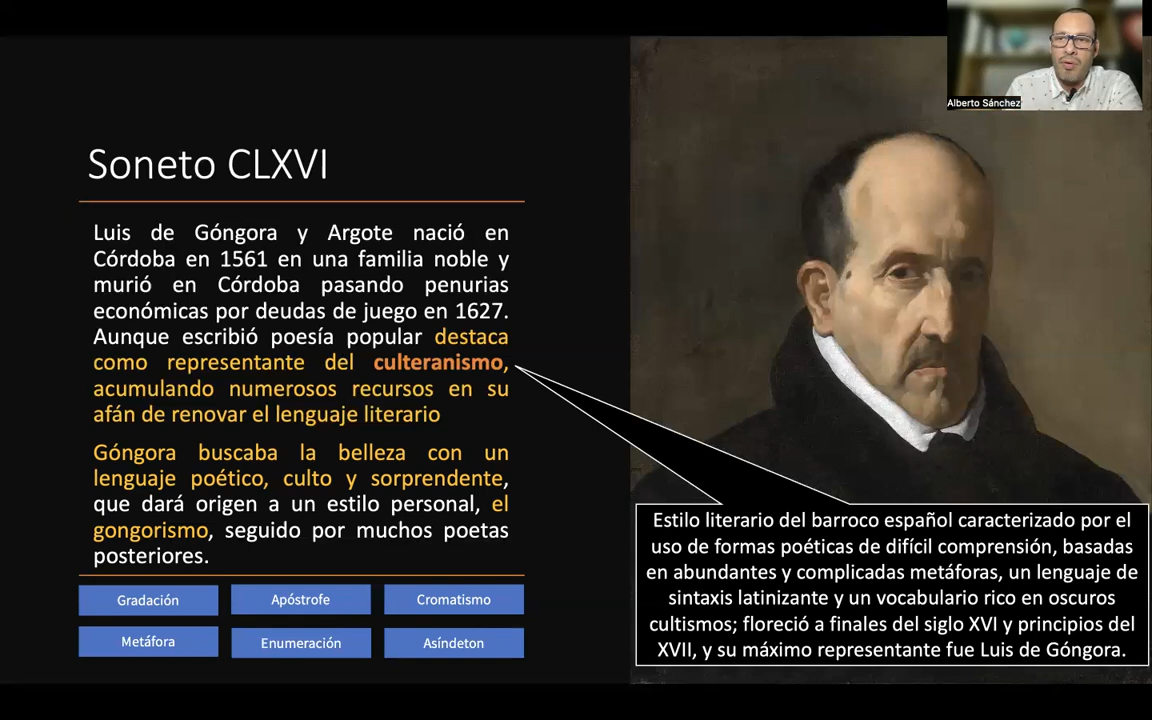 Alberto Sánchez
Soneto CLXVI
Luis de Góngora y Argote nació en
Córdoba en 1561 en una familia noble y
murió en Córdoba pasando penurias
económicas por deudas de juego en 1627.
Aunque escribió poesía popular destaca
como representante del culteranismo,
acumulando numerosos recursos en su
afán de renovar el lenguaje literario
Góngora buscaba la belleza con un
lenguaje poético, culto y sorprendente,
que dará origen a un estilo personal, el
gongorismo, seguido por muchos poetas
posteriores.
Gradación
Apóstrofe
Cromatismo
Metáfora
Enumeración
Asíndeton
Estilo literario del barroco español caracterizado por el
uso de formas poéticas de difícil comprensión, basadas
en abundantes y complicadas metáforas, un lenguaje de
sintaxis latinizante y un vocabulario rico en oscuros
cultismos; floreció a finales del siglo XVI y principios del
XVII, y su máximo representante fue Luis de Góngora.